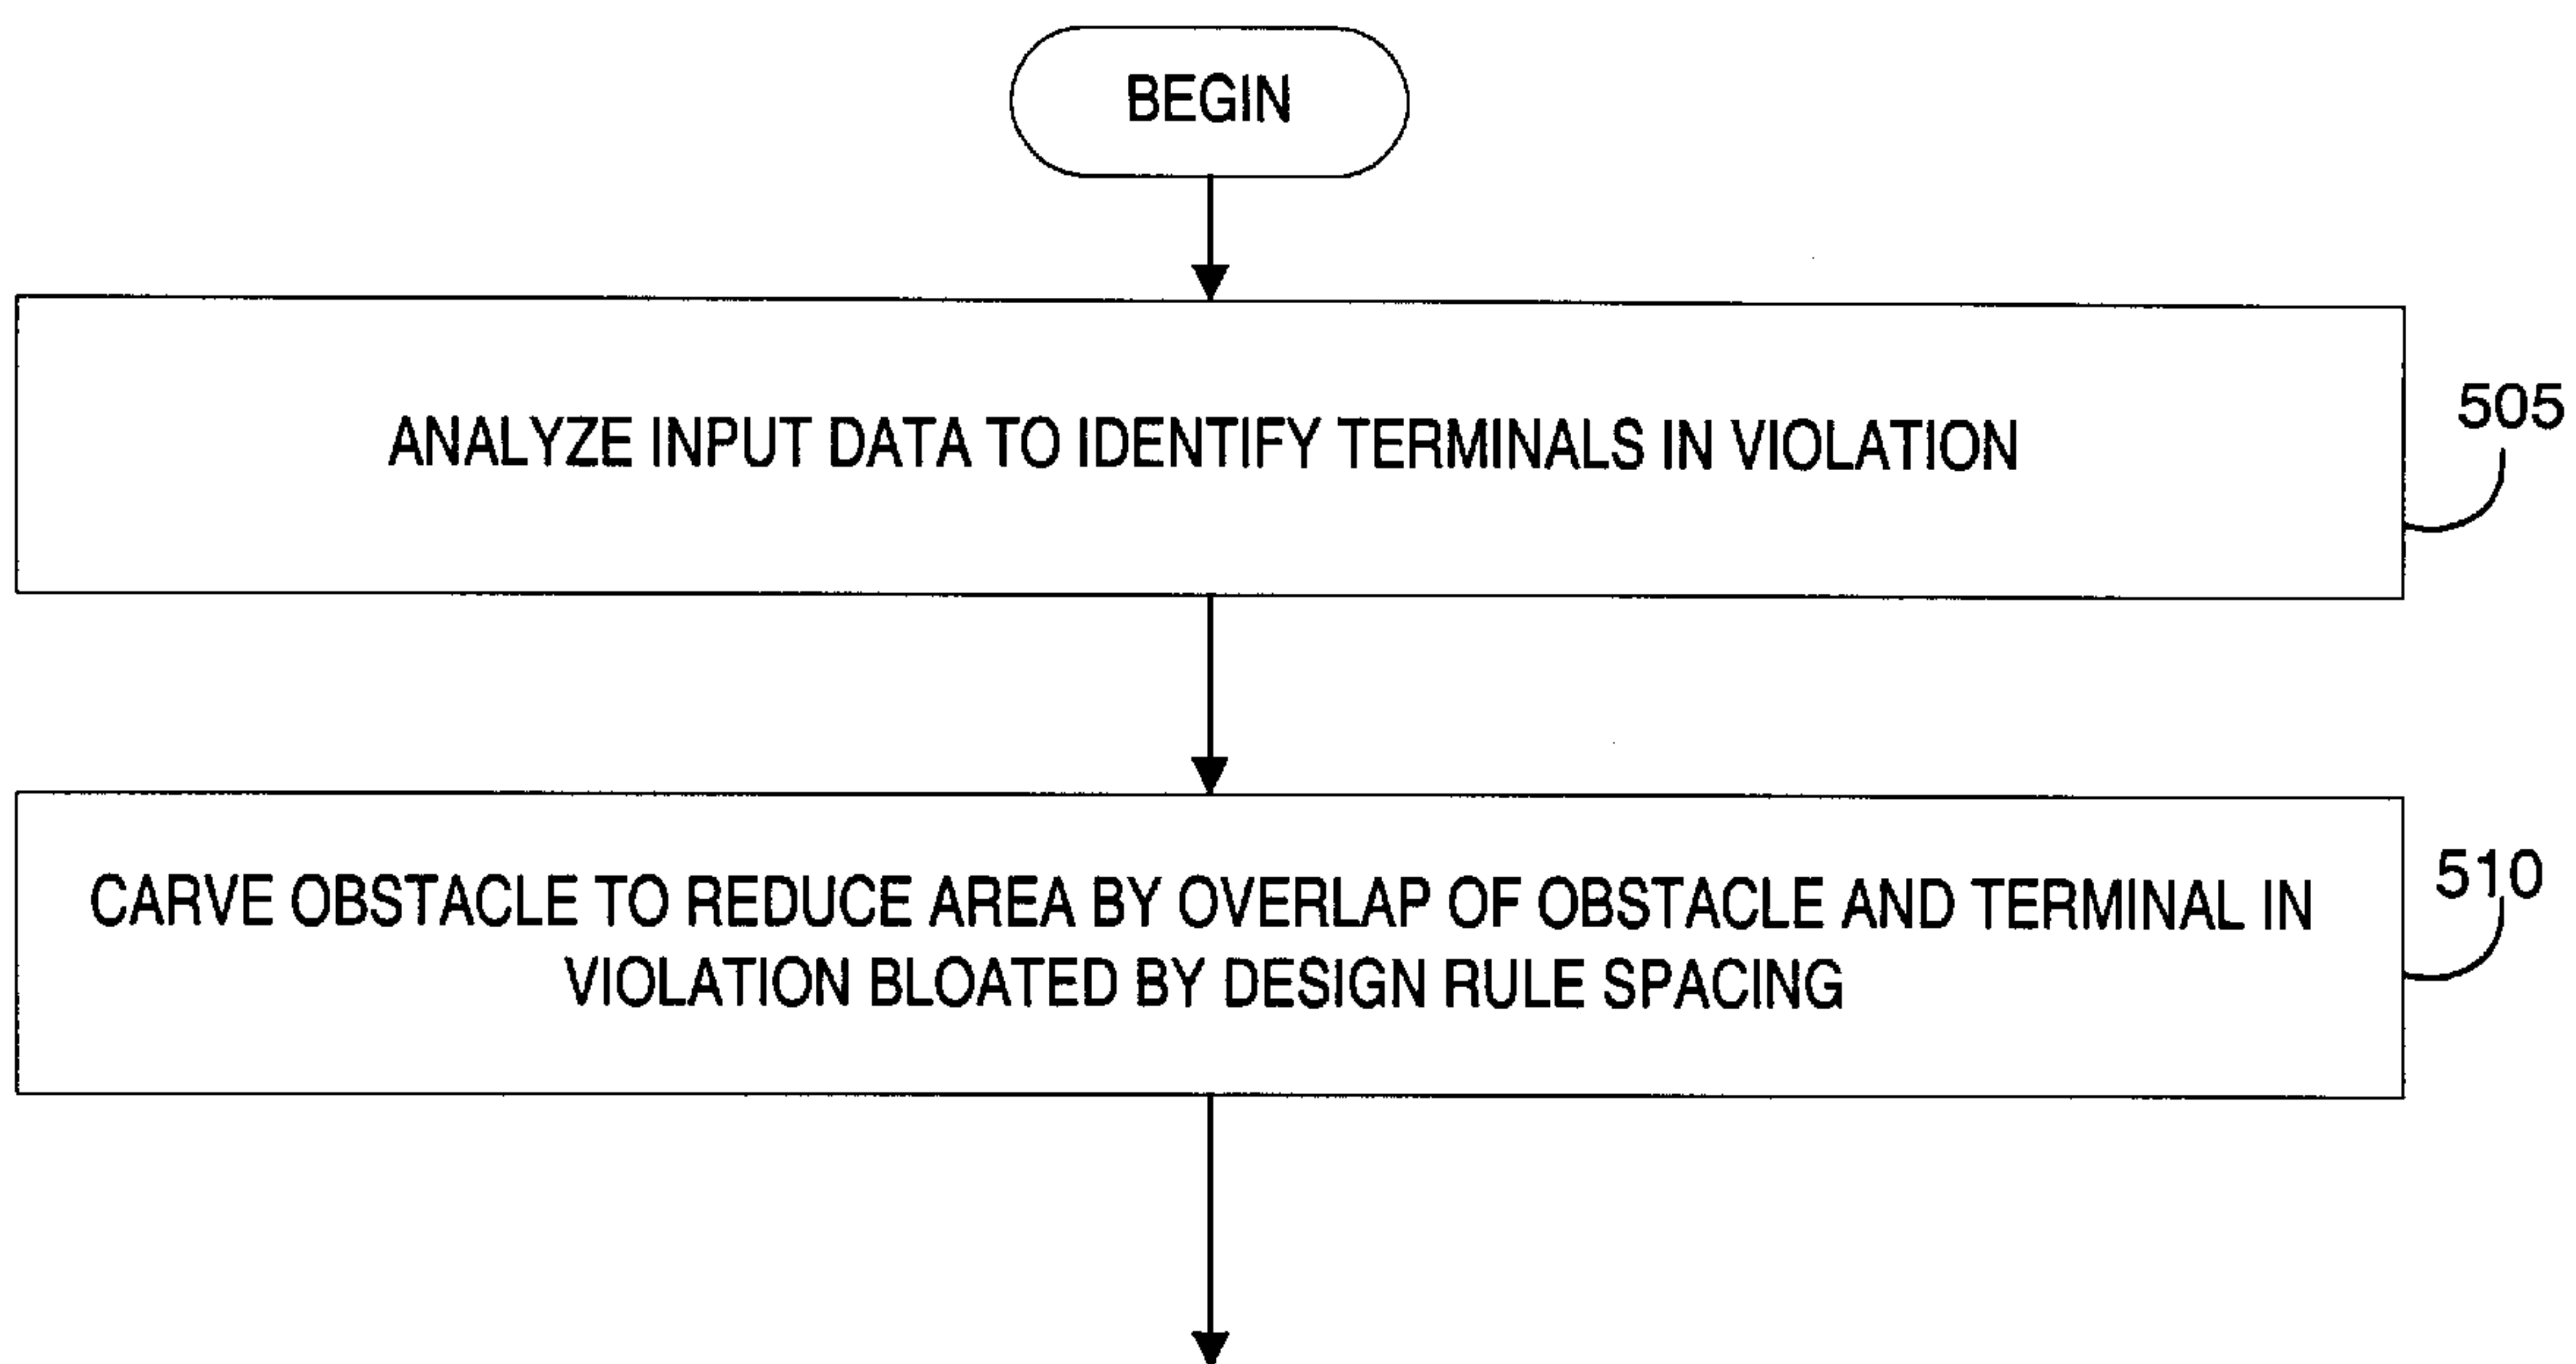 BEGIN
ANALYZE INPUT DATA TO IDENTIFY TERMINALS IN VIOLATION
505
CARVE OBSTACLE TO REDUCE AREA BY OVERLAP OF OBSTACLE AND TERMINAL IN
VIOLATION BLOATED BY DESIGN RULE SPACING
510